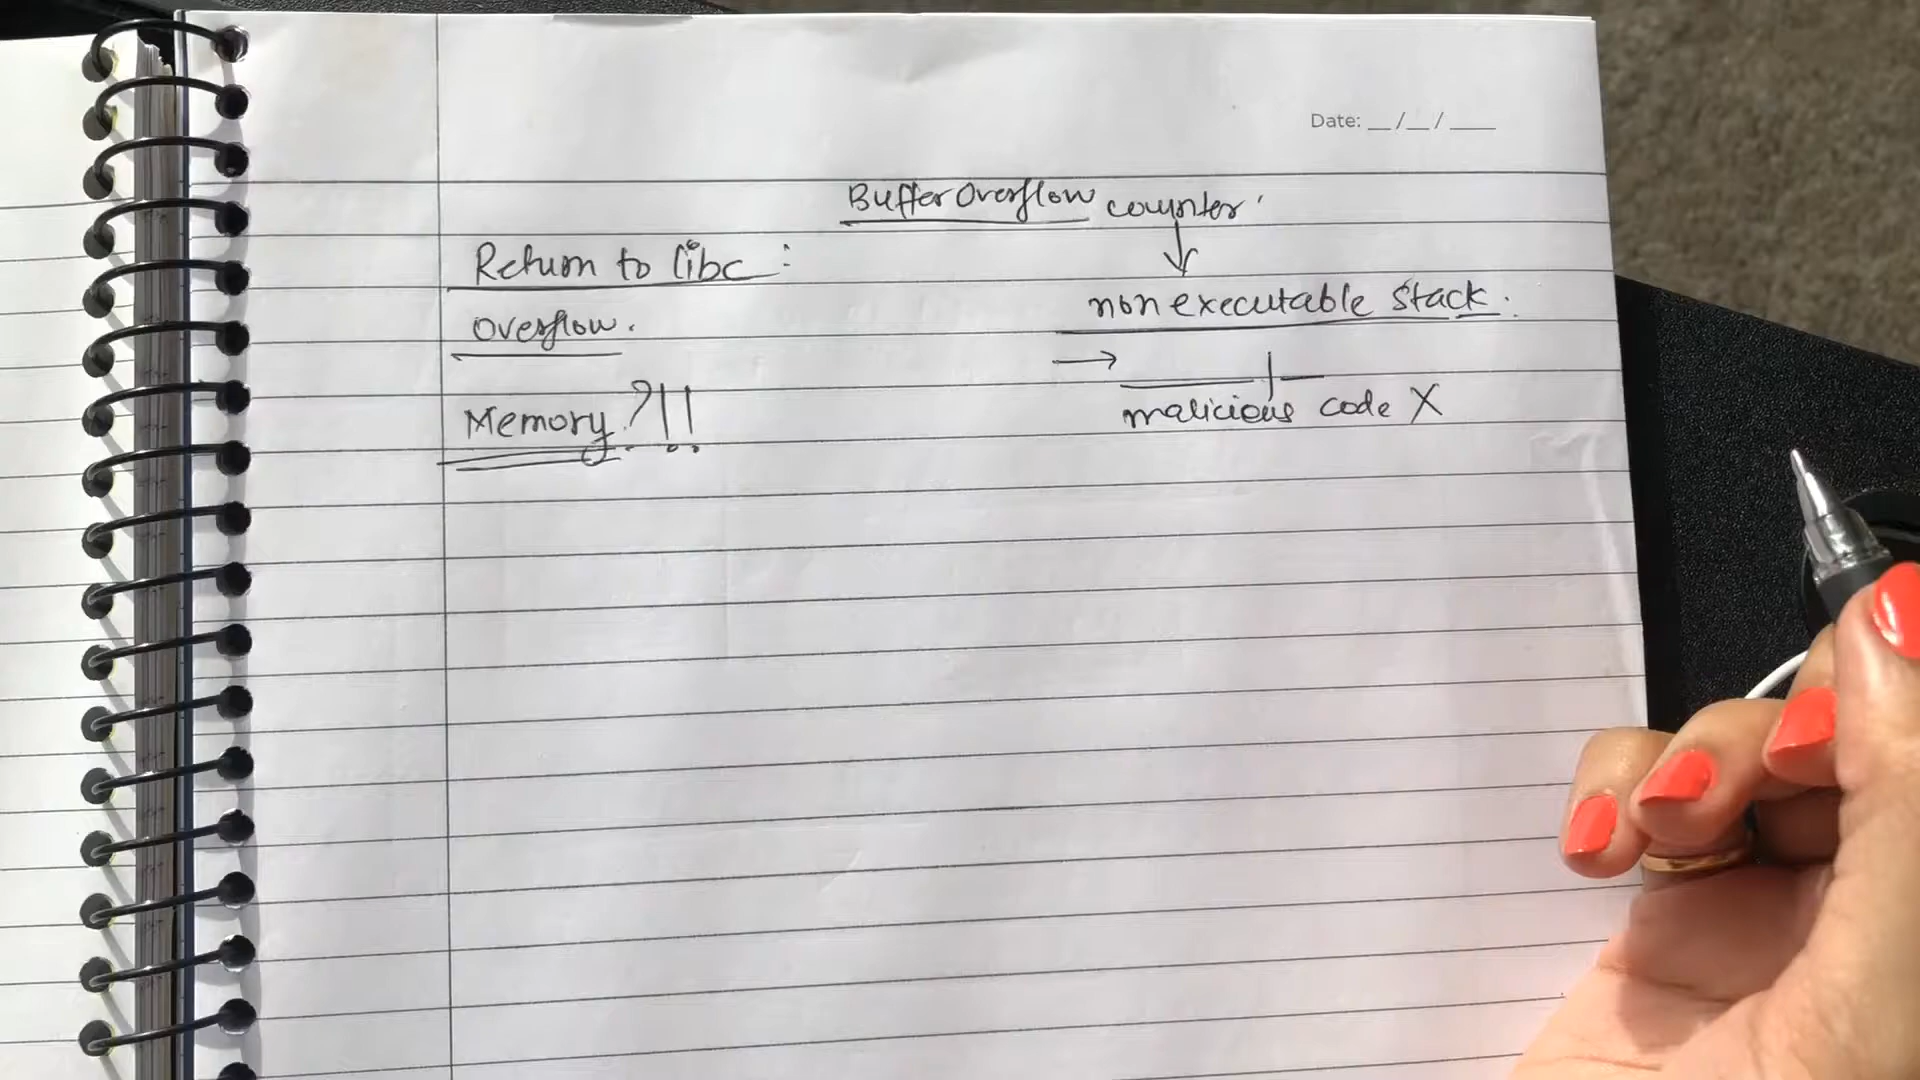 Date: __/__/____
Buffer Overflow counter
Return to libc :
non executable stack.
overflow.
→
malicious code X
Memory ?!!